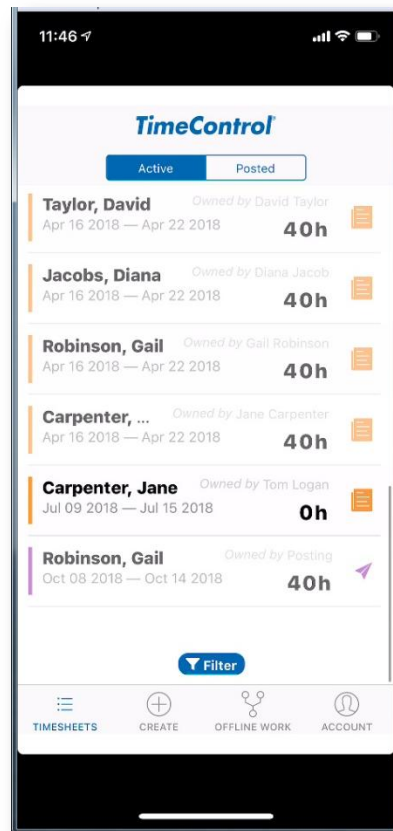 11:46
TimeControl
Active Posted
Taylor, David Owned by David Taylor
Apr 16 2018 — Apr 22 2018 40h
Jacobs, Diana Owned by Diana Jacob
Apr 16 2018 — Apr 22 2018 40h
Robinson, Gail Owned by Gail Robinson
Apr 16 2018 — Apr 22 2018 40h
Carpenter, ... Owned by Jane Carpenter
Apr 16 2018 — Apr 22 2018 40h
Carpenter, Jane Owned by Tom Logan
Jul 09 2018 — Jul 15 2018 0h
Robinson, Gail Owned by Posting
Oct 08 2018 — Oct 14 2018 40h
Filter
TIMESHEETS CREATE OFFLINE WORK ACCOUNT